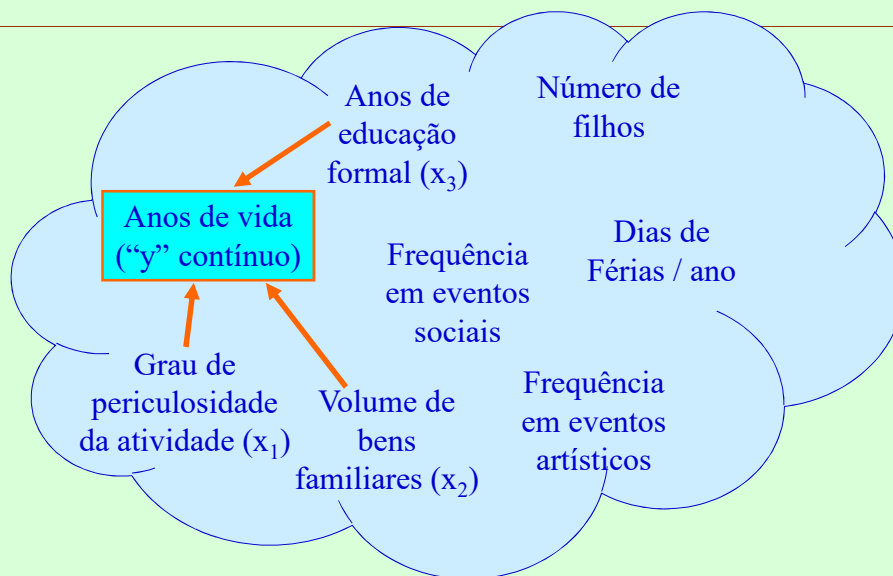 Anos de
educação
formal (x₃)
Número de
filhos
Anos de vida
(“y” contínuo)
Frequência
em eventos
sociais
Dias de
Férias / ano
Grau de
periculosidade
da atividade (x₁)
Volume de
bens
familiares (x₂)
Frequência
em eventos
artísticos